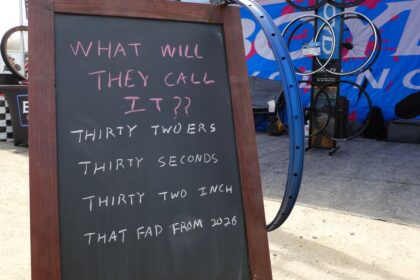 WHAT WILL
THEY CALL
IT??
THIRTY TWOERS
THIRTY SECONDS
THIRTY TWO INCH
THAT FAD FROM 2026